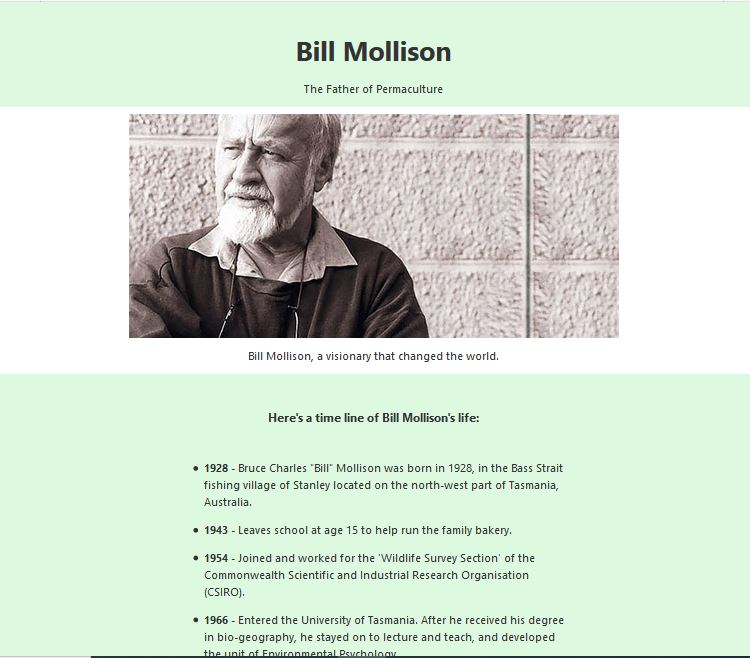 Bill Mollison
The Father of Permaculture
Bill Mollison, a visionary that changed the world.
Here's a time line of Bill Mollison's life:
• 1928 - Bruce Charles "Bill" Mollison was born in 1928, in the Bass Strait
fishing village of Stanley located on the north-west part of Tasmania,
Australia.
• 1943 - Leaves school at age 15 to help run the family bakery.
• 1954 - Joined and worked for the 'Wildlife Survey Section' of the
Commonwealth Scientific and Industrial Research Organisation
(CSIRO).
• 1966 - Entered the University of Tasmania. After he received his degree
in bio-geography, he stayed on to lecture and teach, and developed
the unit of Environmental Psychology.